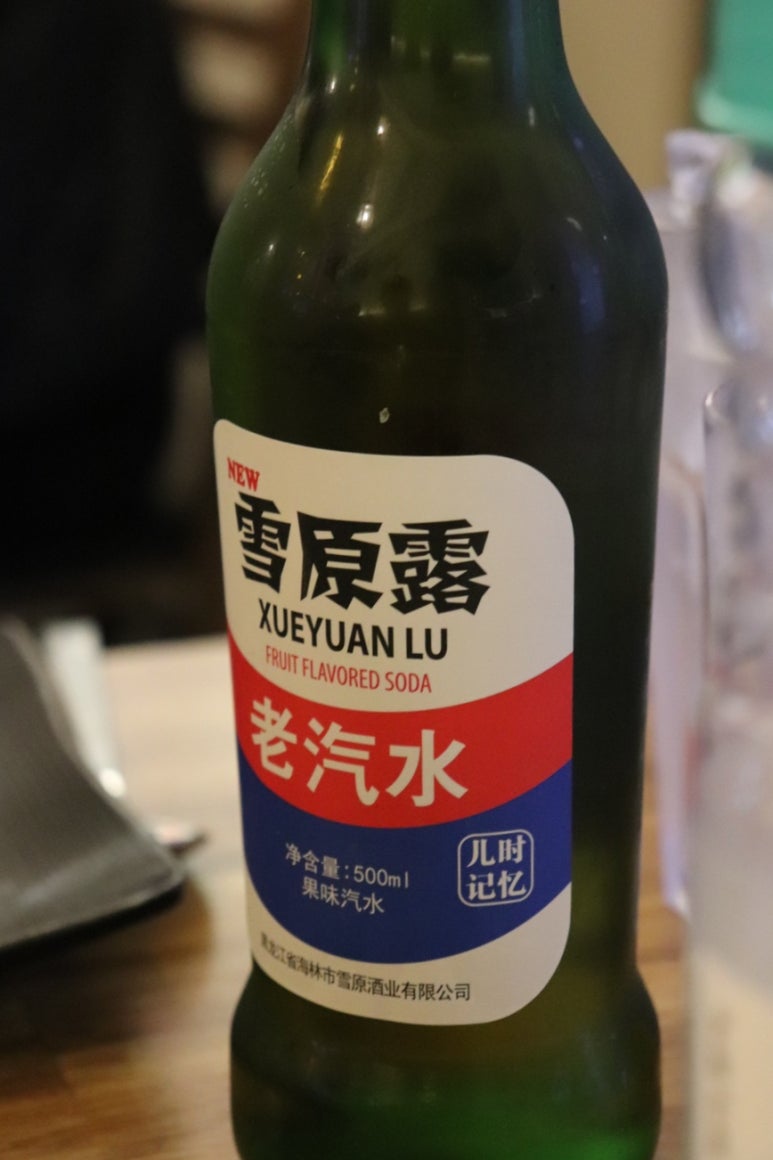 NEW
雪原露
XUEYUAN LU
FRUIT FLAVORED SODA
老汽水
净含量:500ml
果味汽水
儿时
记忆
黑龙江省海林市雪原酒业有限公司